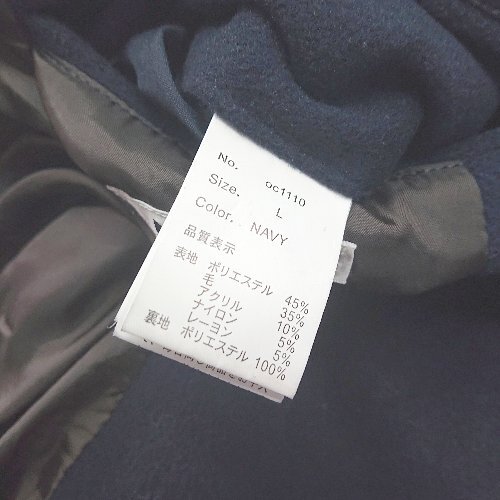 No. oc1110
Size. L
Color. NAVY
品質表示
表地 ポリエステル 45%
毛 35%
アクリル 10%
ナイロン 5%
レーヨン 5%
裏地 ポリエステル 100%